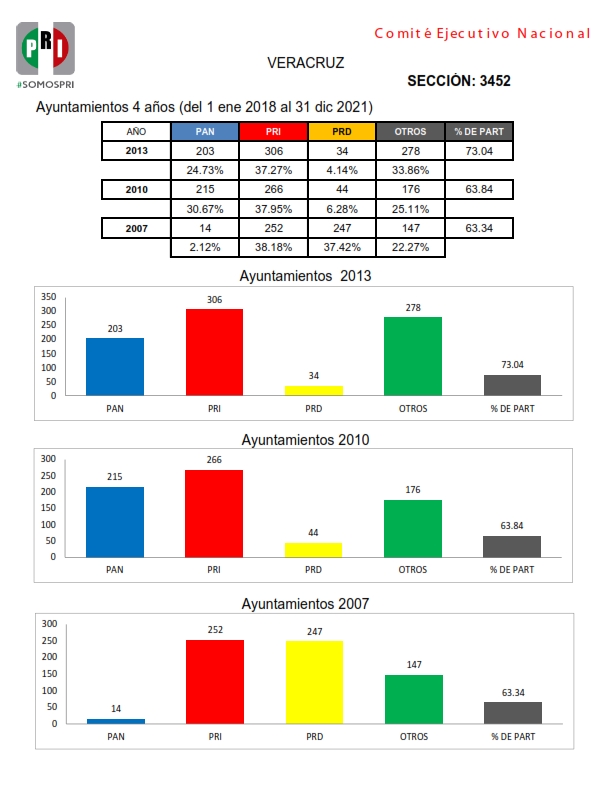 Comité Ejecutivo Nacional
PRI
#SOMOSPRI
VERACRUZ
SECCIÓN: 3452
Ayuntamientos 4 años (del 1 ene 2018 al 31 dic 2021)
AÑO PAN PRI PRD OTROS % DE PART
2013 203 306 34 278 73.04
24.73% 37.27% 4.14% 33.86%
2010 215 266 44 176 63.84
30.67% 37.95% 6.28% 25.11%
2007 14 252 247 147 63.34
2.12% 38.18% 37.42% 22.27%
Ayuntamientos 2013
350
300
250
200
150
100
50
0
203 306 34 278 73.04
PAN PRI PRD OTROS % DE PART
Ayuntamientos 2010
300
250
200
150
100
50
0
215 266 44 176 63.84
PAN PRI PRD OTROS % DE PART
Ayuntamientos 2007
300
250
200
150
100
50
0
14 252 247 147 63.34
PAN PRI PRD OTROS % DE PART